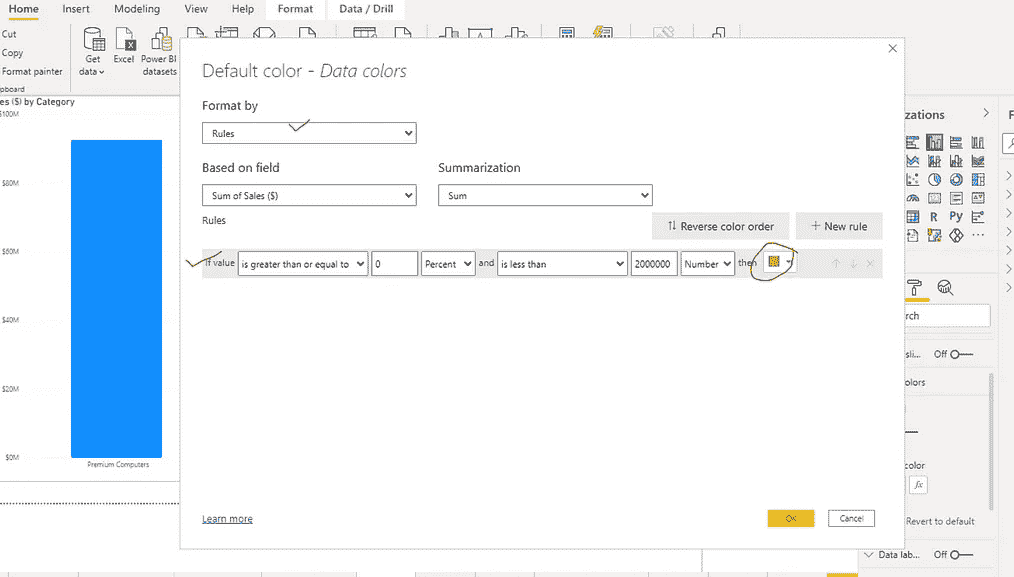 Home Insert Modeling View Help Format Data / Drill
Cut
Copy
Format painter
Get data
Excel
Power BI datasets
pboard
es ($) by Category
$100M
$80M
$60M
$40M
$20M
$0M
Premium Computers
Default color - Data colors
Format by
Rules
Based on field Summarization
Sum of Sales ($) Sum
Rules
Reverse color order + New rule
If value is greater than or equal to 0 Percent and is less than 2000000 Number then
Learn more
OK Cancel
zations
F
R Py
rch
sli... Off
olors
color
fx
Revert to default
Data lab... Off